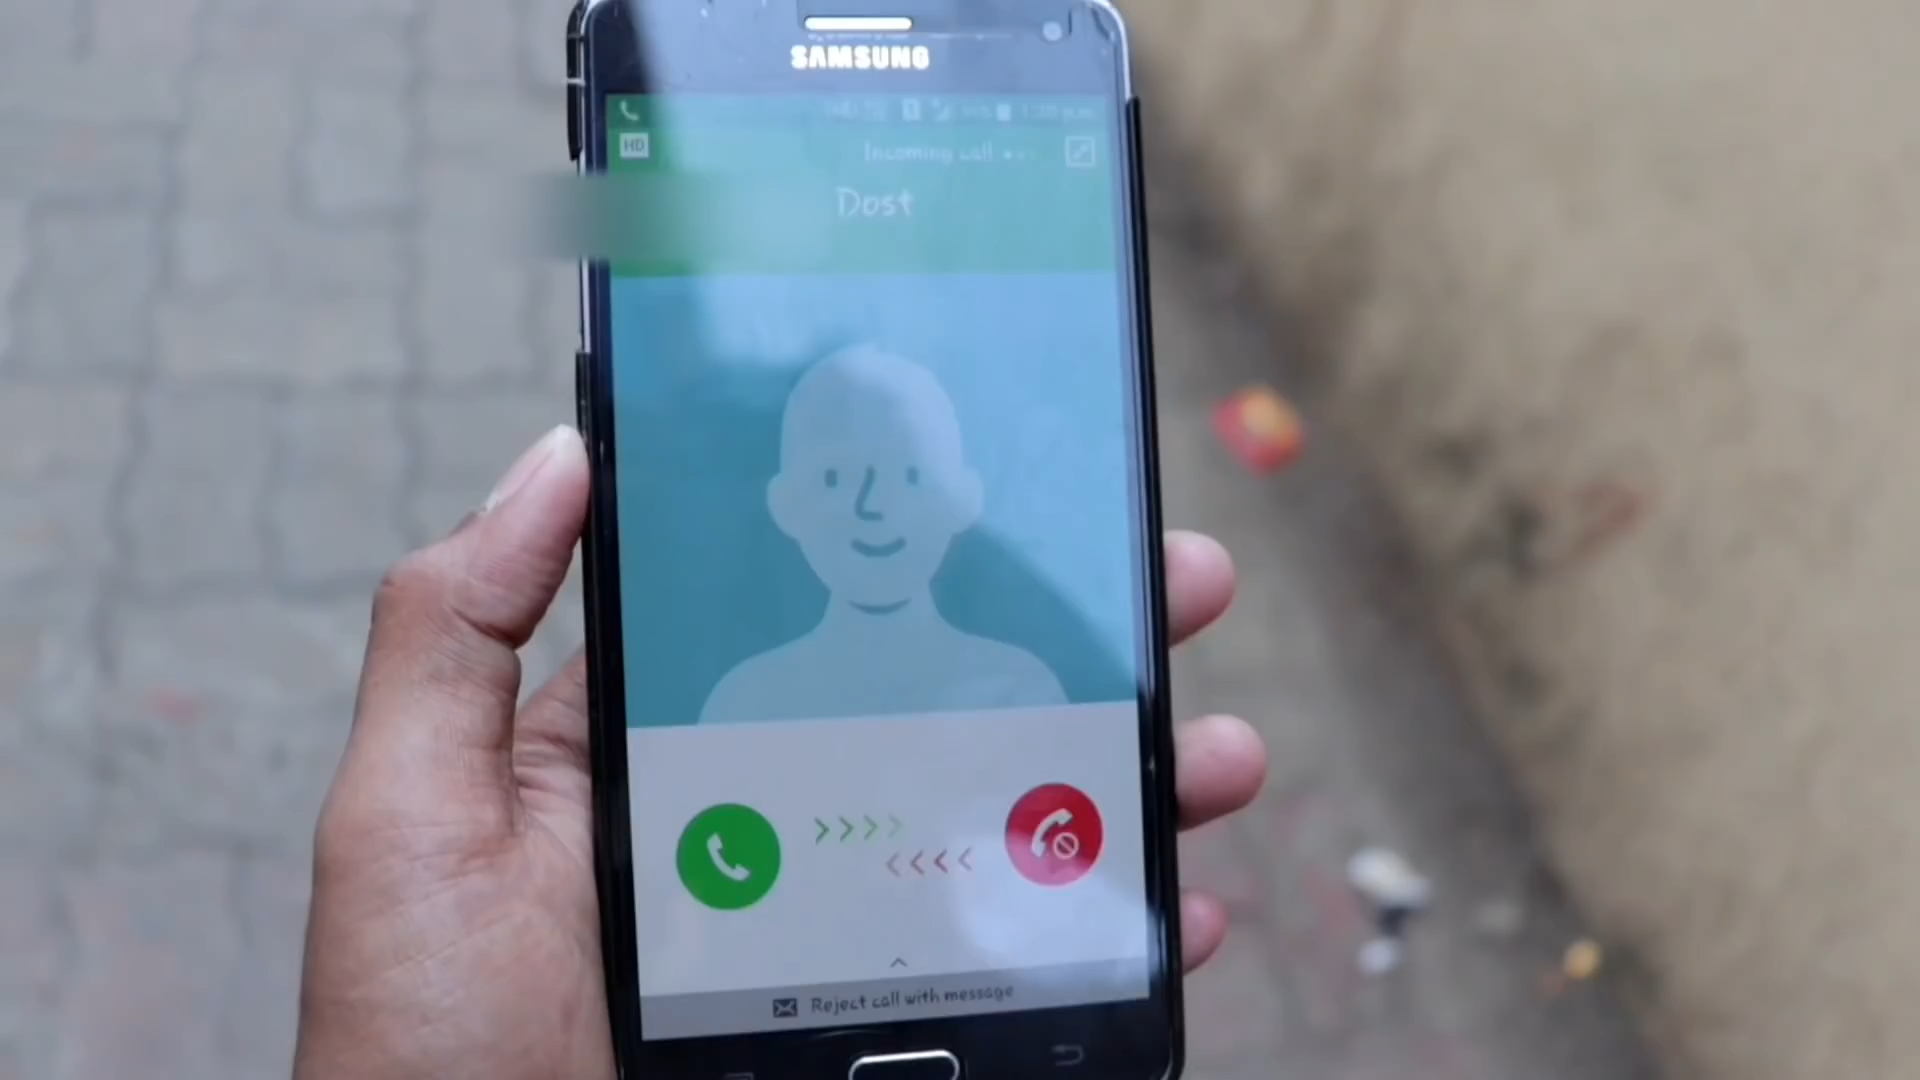 SAMSUNG
HD
Incoming call
Dost
Reject call with message